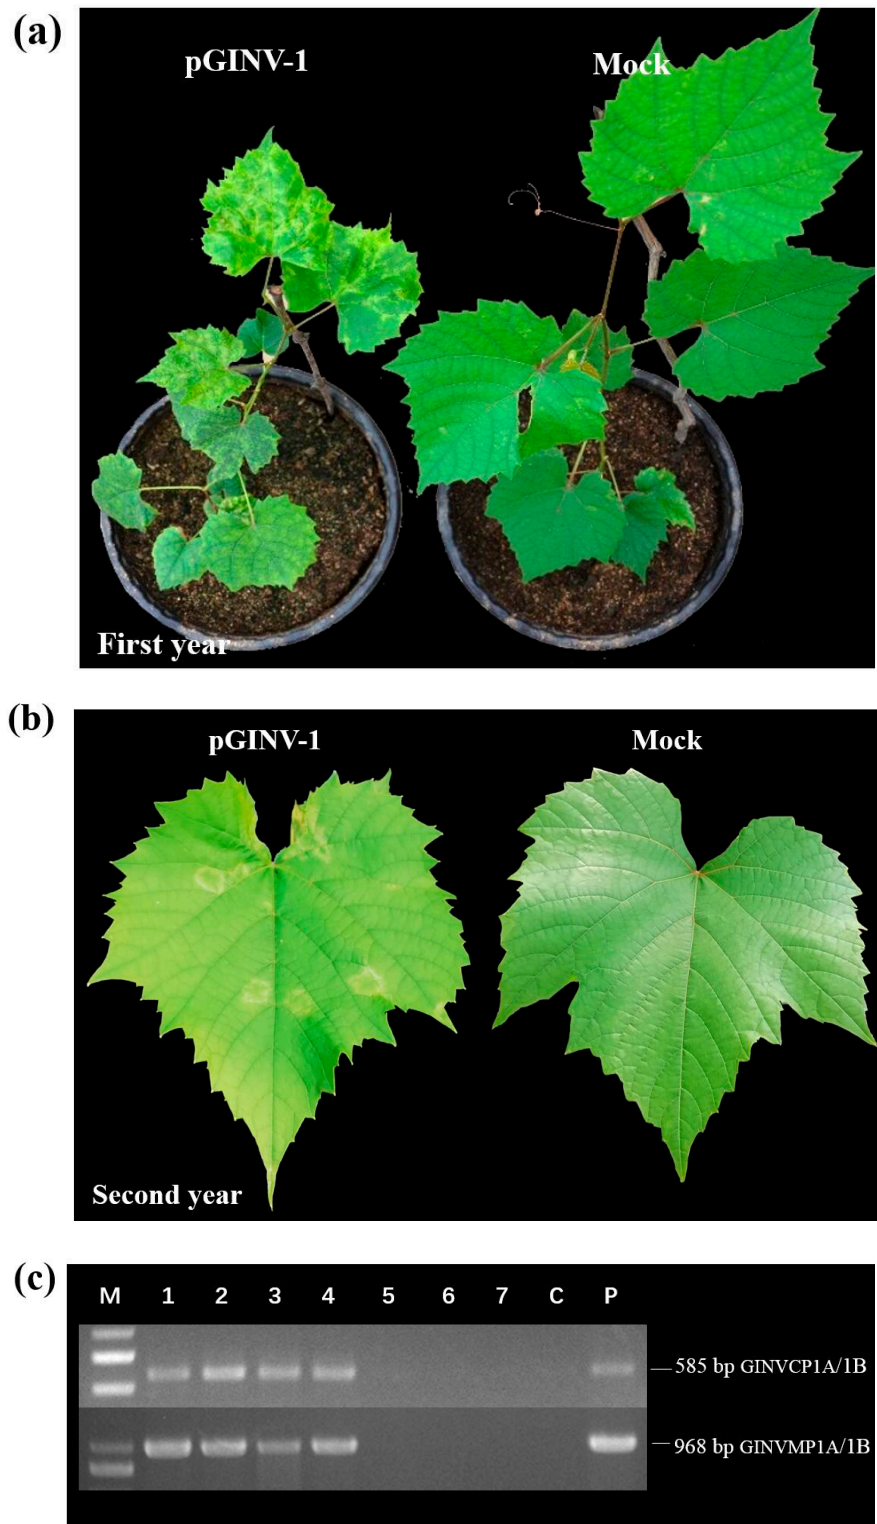 (a)
pGINV-1 Mock
First year
(b)
pGINV-1 Mock
Second year
(c)
M 1 2 3 4 5 6 7 C P
585 bp GINVCP1A/1B
968 bp GINVMP1A/1B